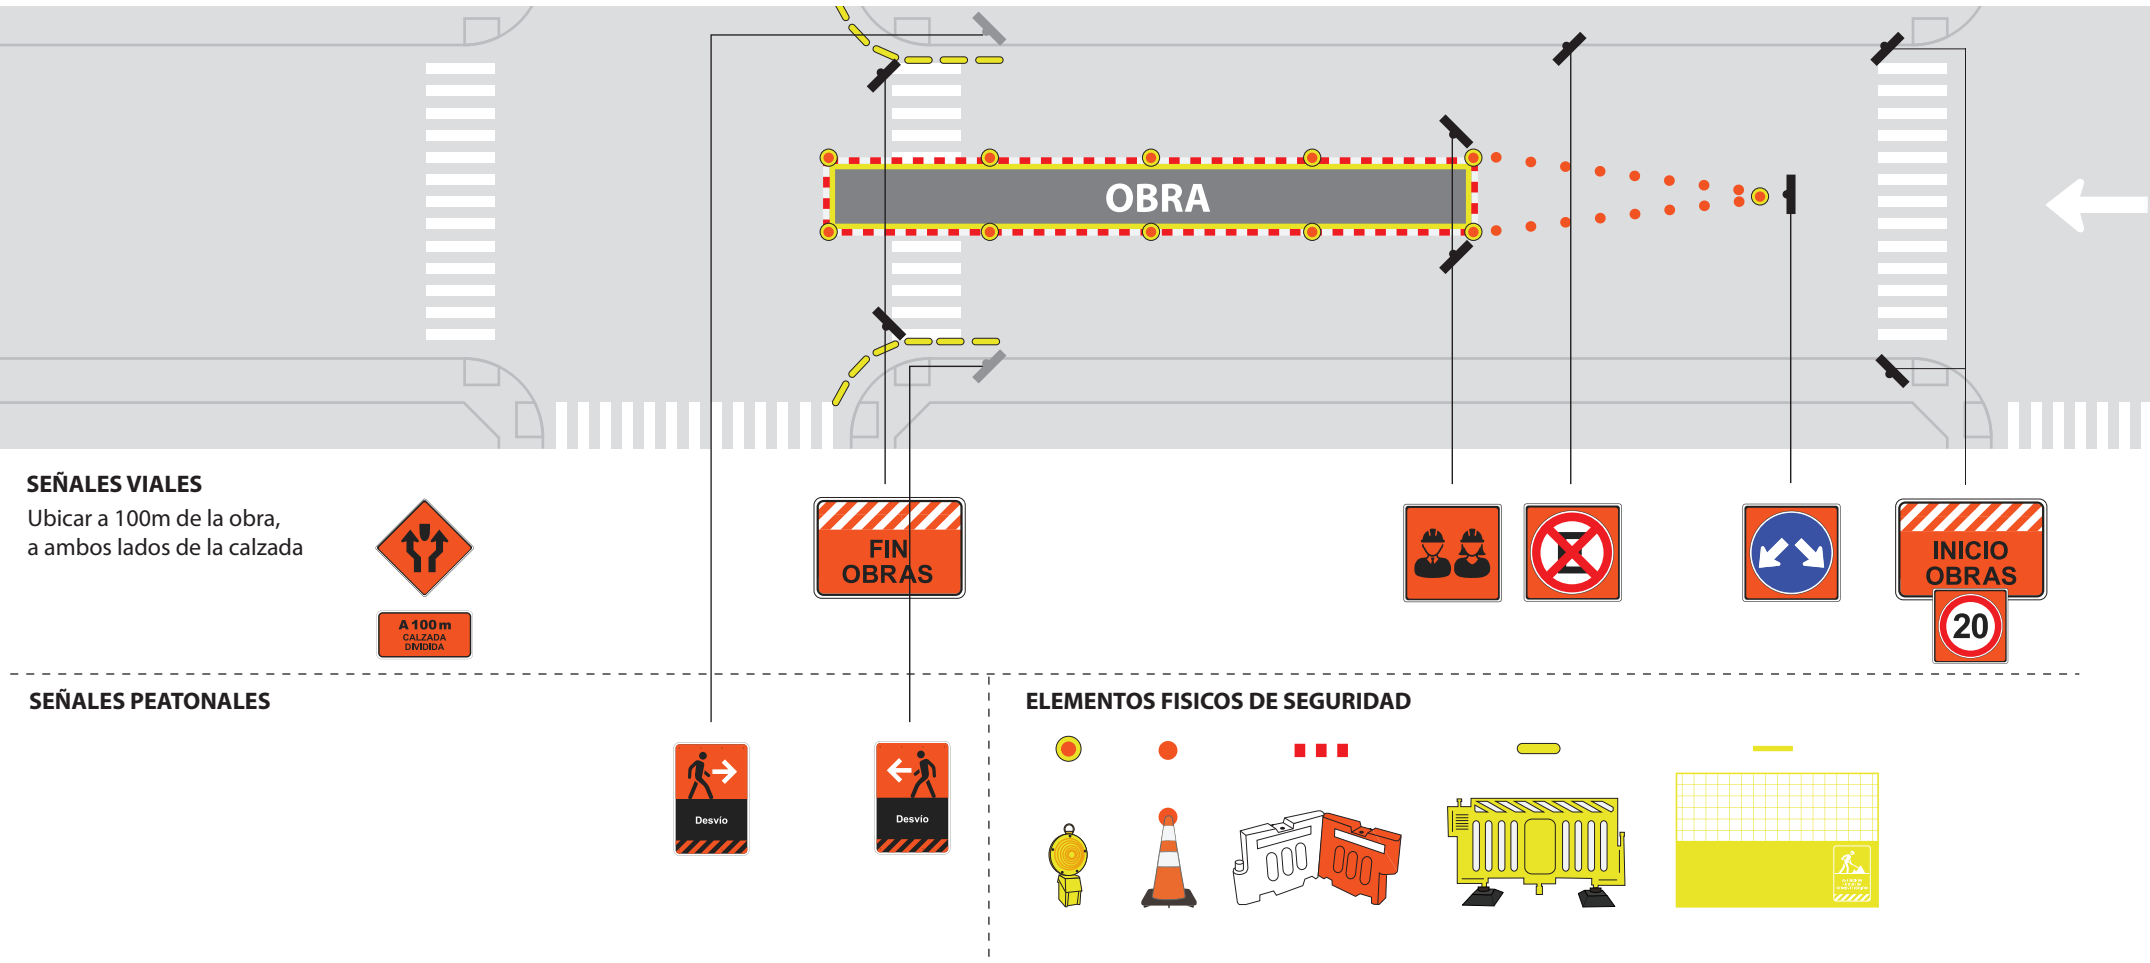 OBRA
SEÑALES VIALES
Ubicar a 100m de la obra,
a ambos lados de la calzada
A 100 m
CALZADA
DIVIDIDA
FIN
OBRAS
E
INICIO
OBRAS
20
SEÑALES PEATONALES
Desvío
Desvío
ELEMENTOS FISICOS DE SEGURIDAD